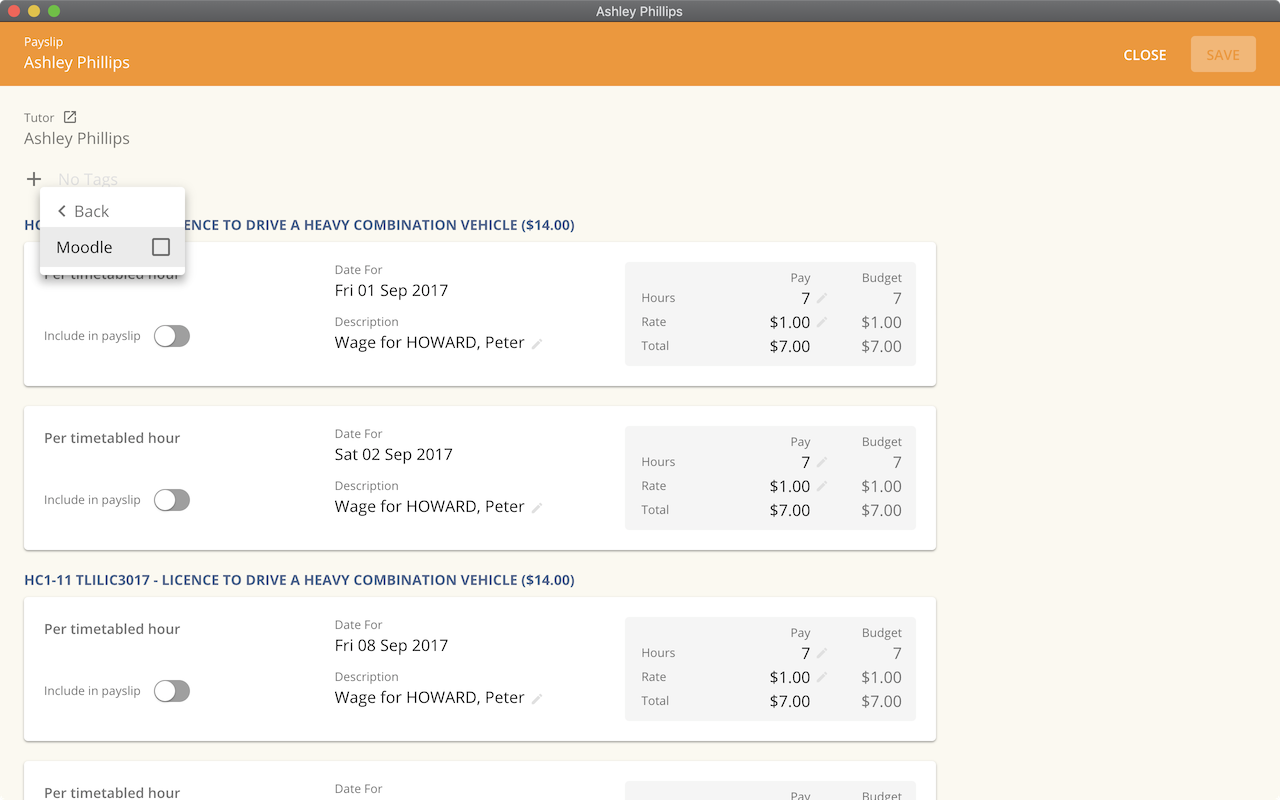 Ashley Phillips
Payslip
Ashley Phillips
CLOSE
SAVE
Tutor
Ashley Phillips
No Tags
Back
Moodle
HC ENCE TO DRIVE A HEAVY COMBINATION VEHICLE ($14.00)
Per timetabled hour
Include in payslip
Date For
Fri 01 Sep 2017
Description
Wage for HOWARD, Peter
Pay Budget
Hours 7 7
Rate $1.00 $1.00
Total $7.00 $7.00
Per timetabled hour
Include in payslip
Date For
Sat 02 Sep 2017
Description
Wage for HOWARD, Peter
Pay Budget
Hours 7 7
Rate $1.00 $1.00
Total $7.00 $7.00
HC1-11 TLILIC3017 - LICENCE TO DRIVE A HEAVY COMBINATION VEHICLE ($14.00)
Per timetabled hour
Include in payslip
Date For
Fri 08 Sep 2017
Description
Wage for HOWARD, Peter
Pay Budget
Hours 7 7
Rate $1.00 $1.00
Total $7.00 $7.00
Per timetabled hour
Date For
Pay Budget